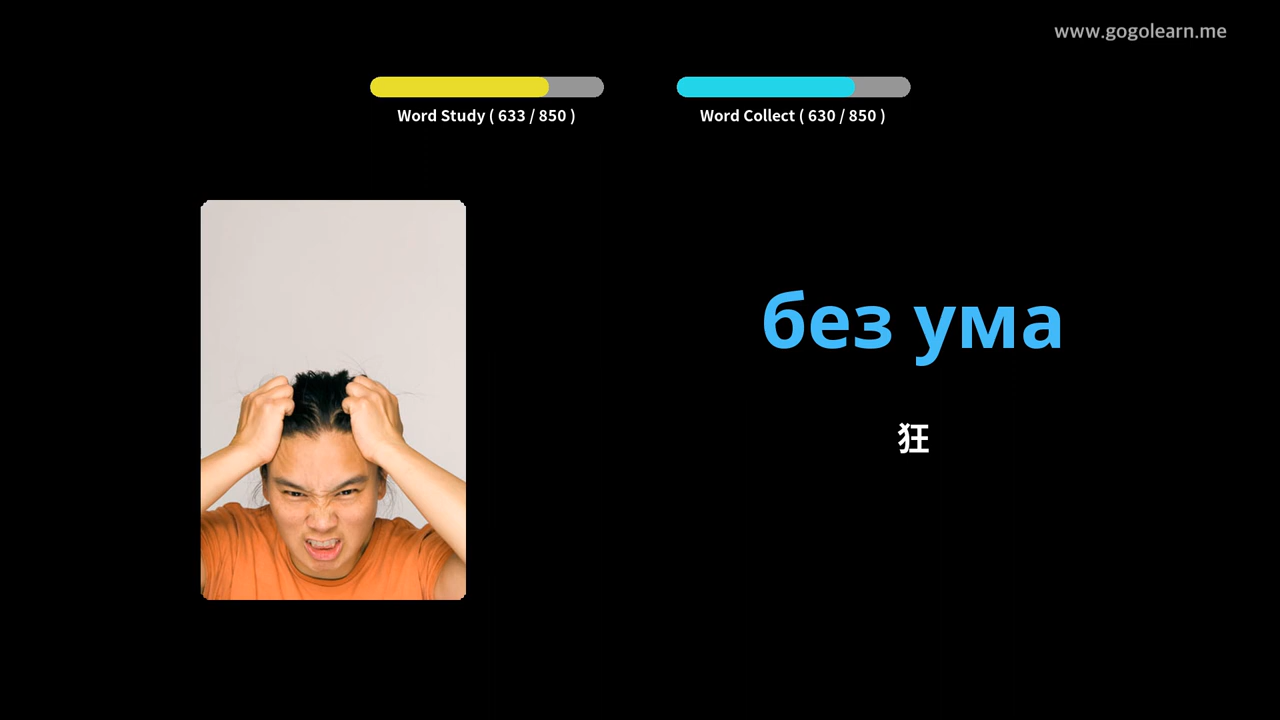 www.gogolearn.me
Word Study ( 633 / 850 )
Word Collect ( 630 / 850 )
без ума
狂